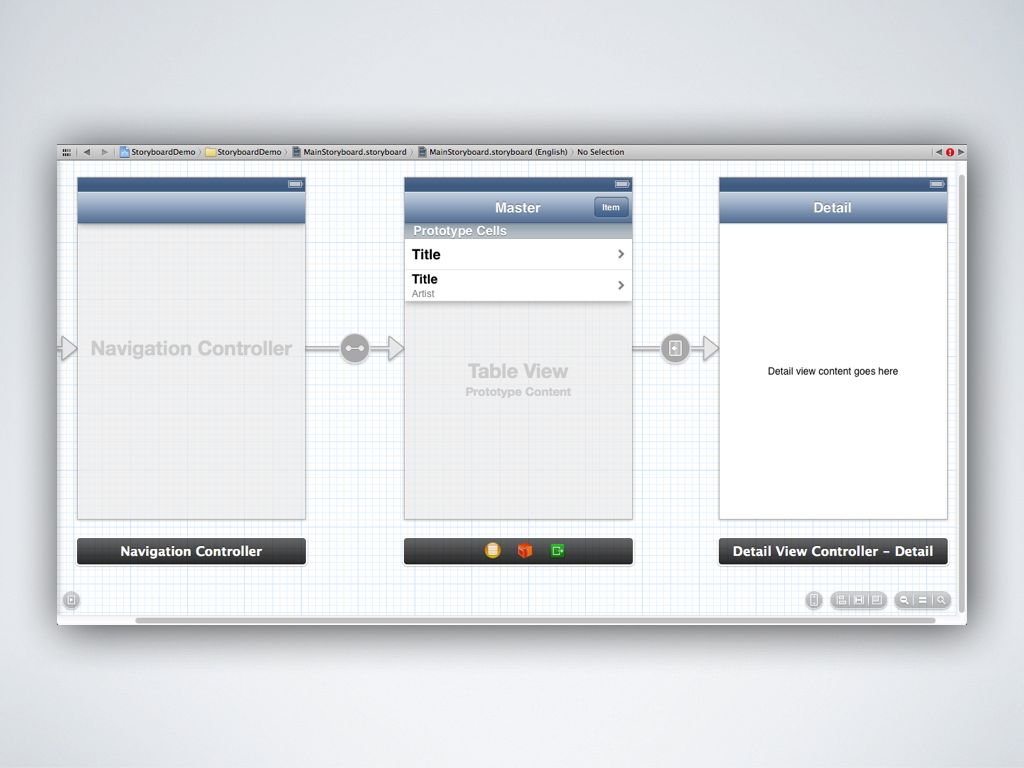 StoryboardDemo StoryboardDemo MainStoryboard.storyboard MainStoryboard.storyboard (English) No Selection
Master Item
Detail
Prototype Cells
Title
Title
Artist
Navigation Controller
Table View
Prototype Content
Detail view content goes here
Navigation Controller
Detail View Controller – Detail